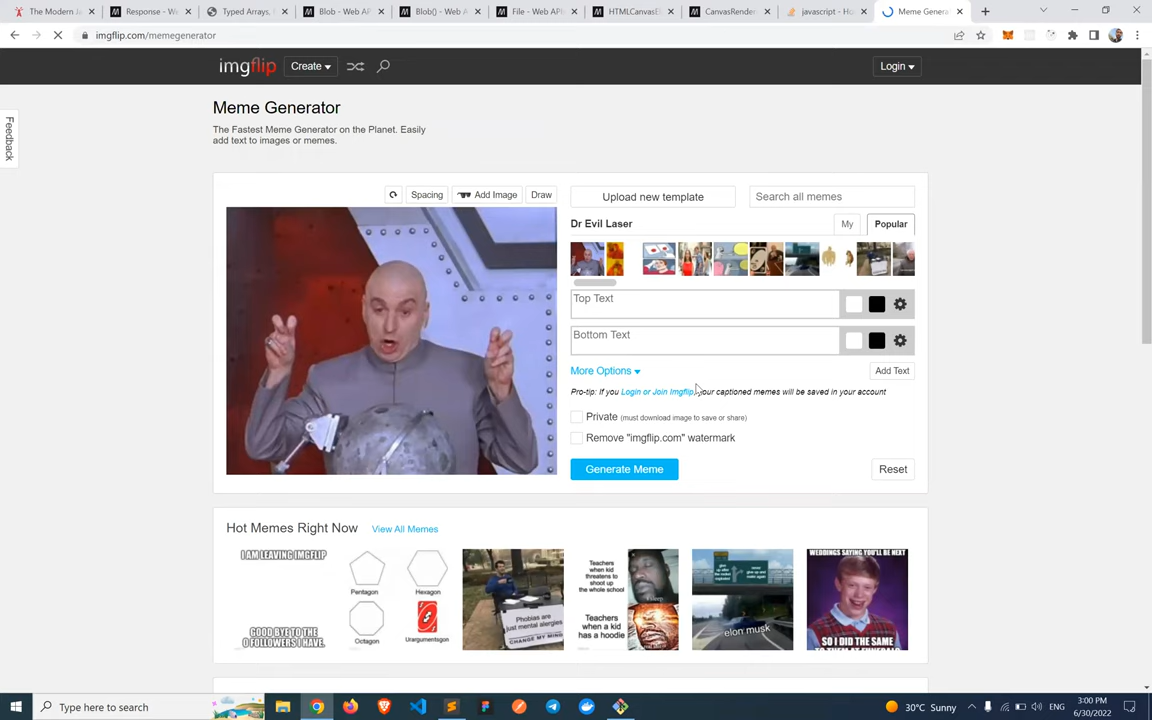 The Modern Ja
Response - We
Typed Arrays,
Blob - Web AP
Blob() - Web A
File - Web API
HTMLCanvasEl
CanvasRender
javascript - Ho
Meme Genera
imgflip.com/memegenerator
imgflip
Create
Login
Feedback
Meme Generator
The Fastest Meme Generator on the Planet. Easily
add text to images or memes.
Spacing
Add Image
Draw
Upload new template
Search all memes
Dr Evil Laser
My
Popular
Top Text
Bottom Text
More Options
Add Text
Pro-tip: If you Login or Join Imgflip, your captioned memes will be saved in your account
Private (must download image to save or share)
Remove "imgflip.com" watermark
Generate Meme
Reset
Hot Memes Right Now
View All Memes
I AM LEAVING IMGFLIP
GOOD BYE TO THE
0 FOLLOWERS I HAVE.
Pentagon
Hexagon
Octagon
Urargumentsgon
Phobias are
just mental allergies
CHANGE MY MIND
Teachers
when kid
threatens to
shoot up
the whole
school
Teachers
when a kid
has a hoodie
elon musk
WEDDINGS SAYING YOU'LL BE NEXT
SO I DID THE SAME
Type here to search
30°C Sunny
ENG
3:00 PM
6/30/2022